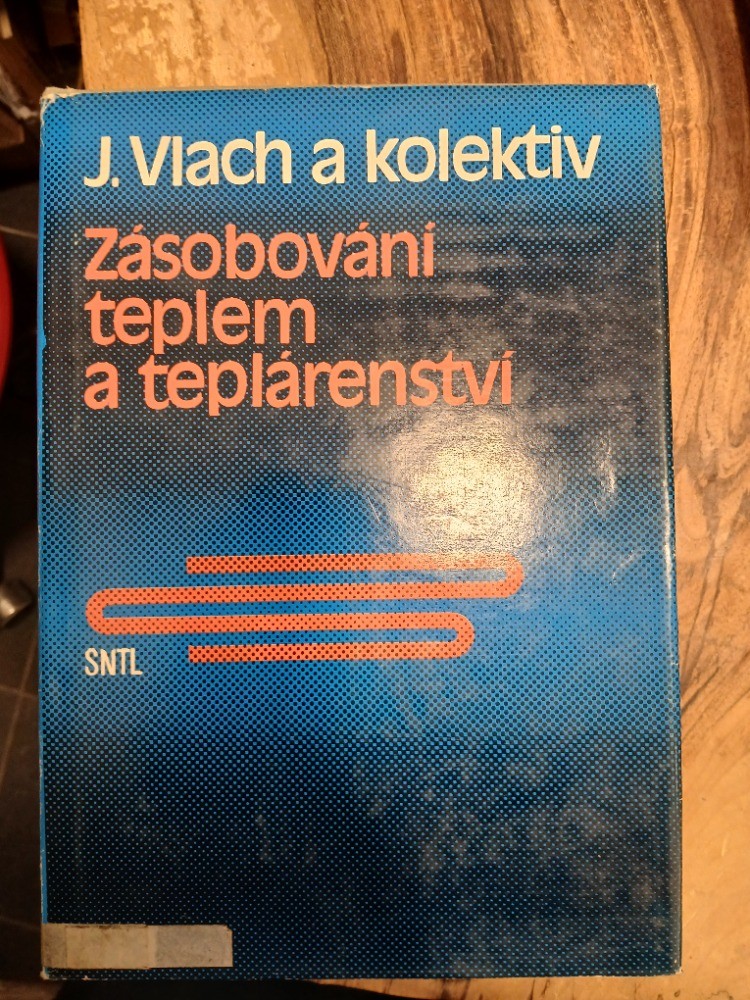 J. Vlach a kolektiv
Zásobování
teplem
a teplárenství
SNTL